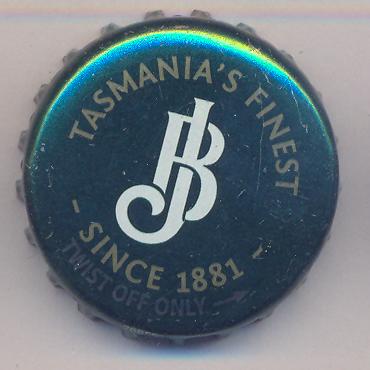 TASMANIA'S FINEST
JB
- SINCE 1881 -
TWIST OFF ONLY →